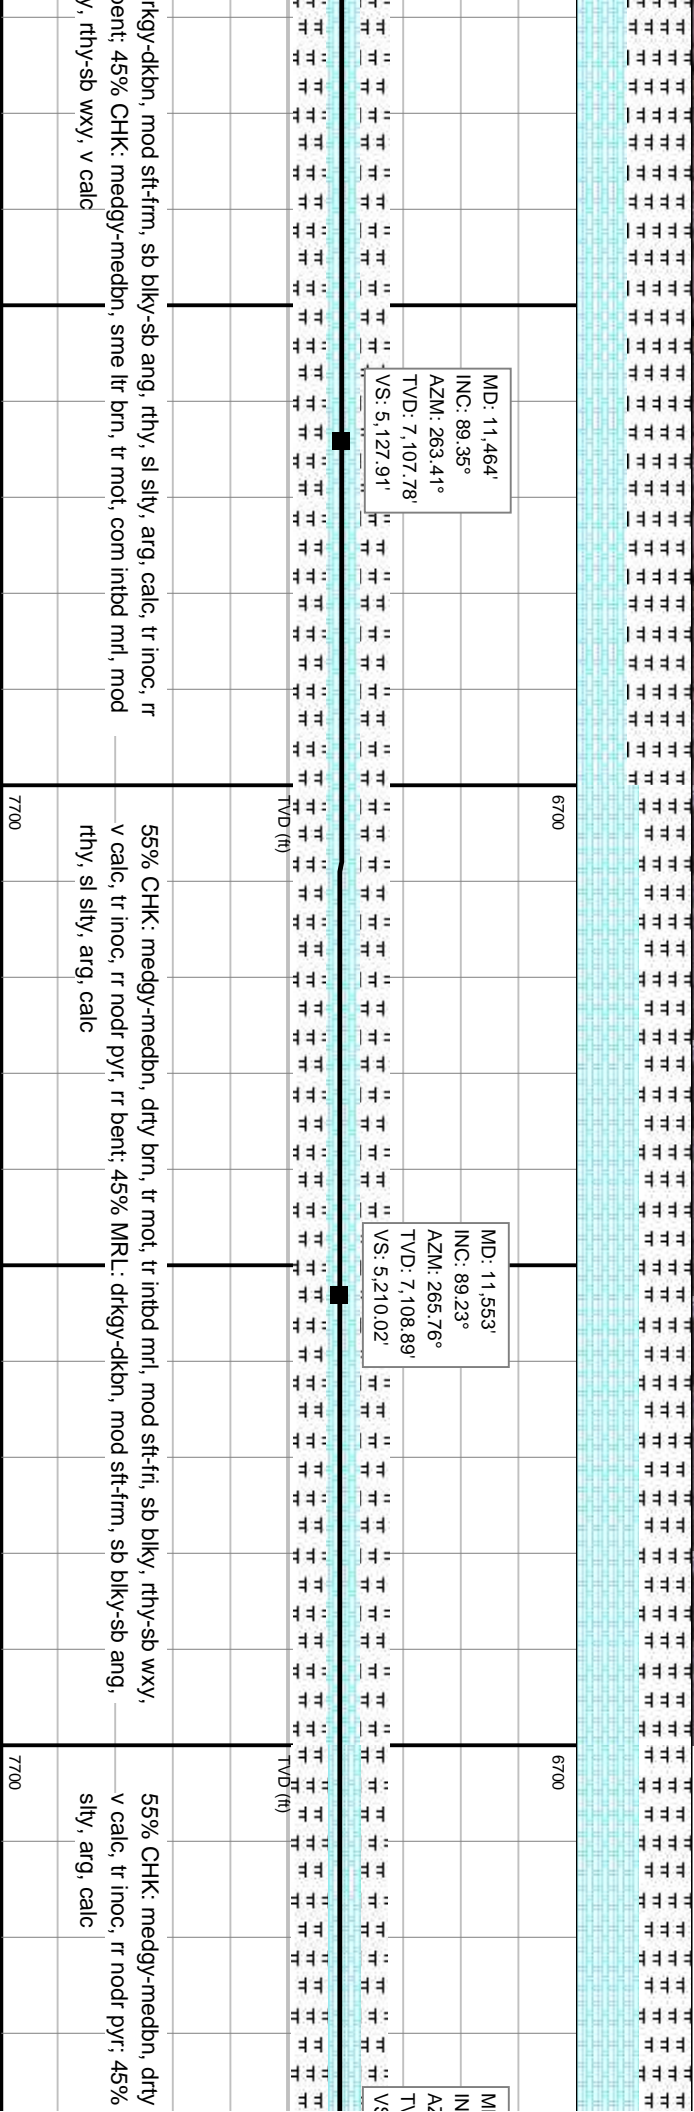 rkgy-dkbn, mod sft-frm, sb blky-sb ang, rthy, sl slty, arg, calc, tr inoc, rr
bent; 45% CHK: medgy-medbn, sme ltr brn, tr mot, com intbd mrl, mod
y, rthy-sb wxy, v calc
MD: 11,464'
INC: 89.35°
AZM: 263.41°
TVD: 7,107.78'
VS: 5,127.91'
6700
TVD (ft)
7700
55% CHK: medgy-medbn, drty brn, tr mot, tr intbd mrl, mod sft-fri, sb blky, rthy-sb wxy,
v calc, tr inoc, rr nodr pyr, rr bent; 45% MRL: drkgy-dkbn, mod sft-frm, sb blky-sb ang,
rthy, sl slty, arg, calc
MD: 11,553'
INC: 89.23°
AZM: 265.76°
TVD: 7,108.89'
VS: 5,210.02'
6700
TVD (ft)
7700
55% CHK: medgy-medbn, drty
v calc, tr inoc, rr nodr pyr; 45%
slty, arg, calc